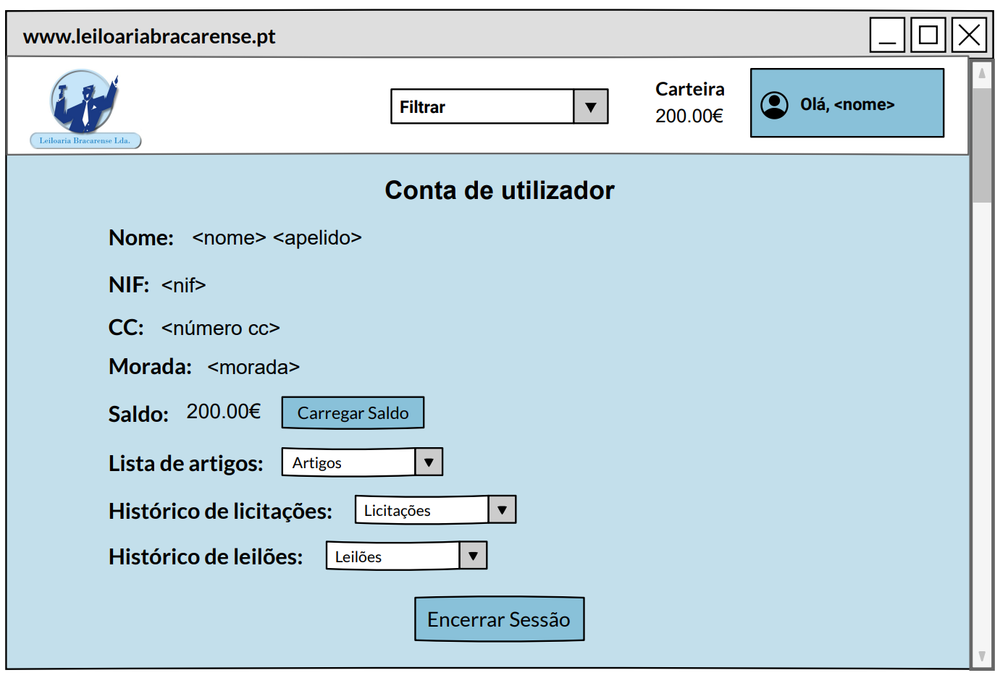 www.leiloariabracarense.pt
Leiloaria Bracarense Lda.
Filtrar
Carteira
200.00€
Olá, <nome>
Conta de utilizador
Nome: <nome> <apelido>
NIF: <nif>
CC: <número cc>
Morada: <morada>
Saldo: 200.00€ Carregar Saldo
Lista de artigos: Artigos
Histórico de licitações: Licitações
Histórico de leilões: Leilões
Encerrar Sessão